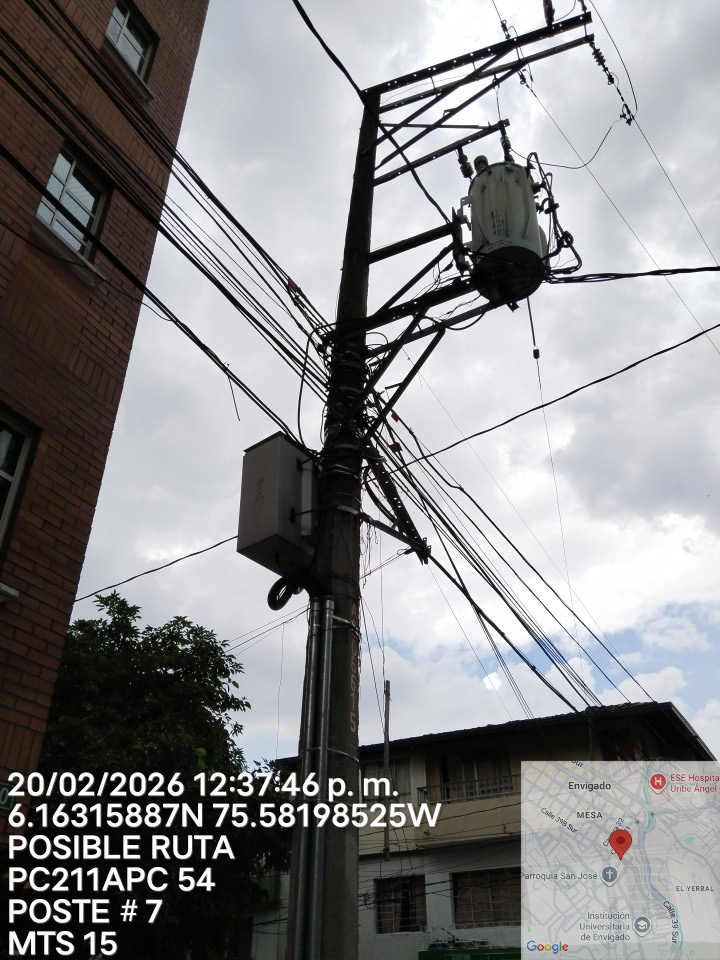 20/02/2026 12:37:46 p. m.
6.16315887N 75.58198525W
POSIBLE RUTA
PC211APC 54
POSTE # 7
MTS 15
Envigado
ESE Hospita
Uribe Ángel
MESA
Calle 39B Sur
Parroquia San José
EL YERBAL
Institución
Universitaria
de Envigado
Calle 39 Sur
Google